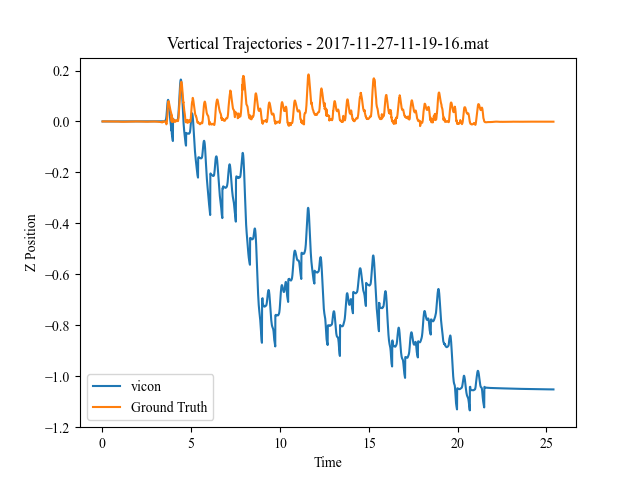 Vertical Trajectories - 2017-11-27-11-19-16.mat
0.2
0.0
−0.2
−0.4
−0.6
−0.8
−1.0
−1.2
Z Position
vicon
Ground Truth
0 5 10 15 20 25
Time